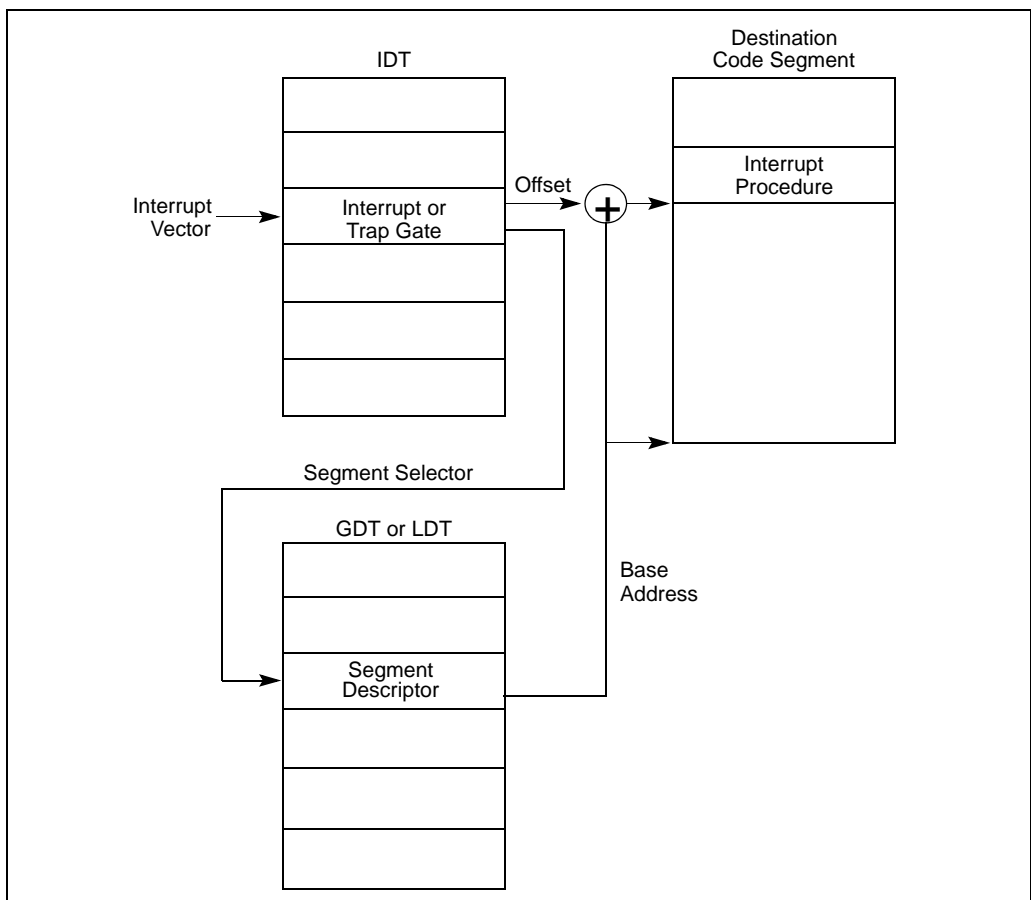 IDT
Destination
Code Segment
Interrupt
Vector
Interrupt or
Trap Gate
Offset
+
Interrupt
Procedure
Segment Selector
GDT or LDT
Segment
Descriptor
Base
Address